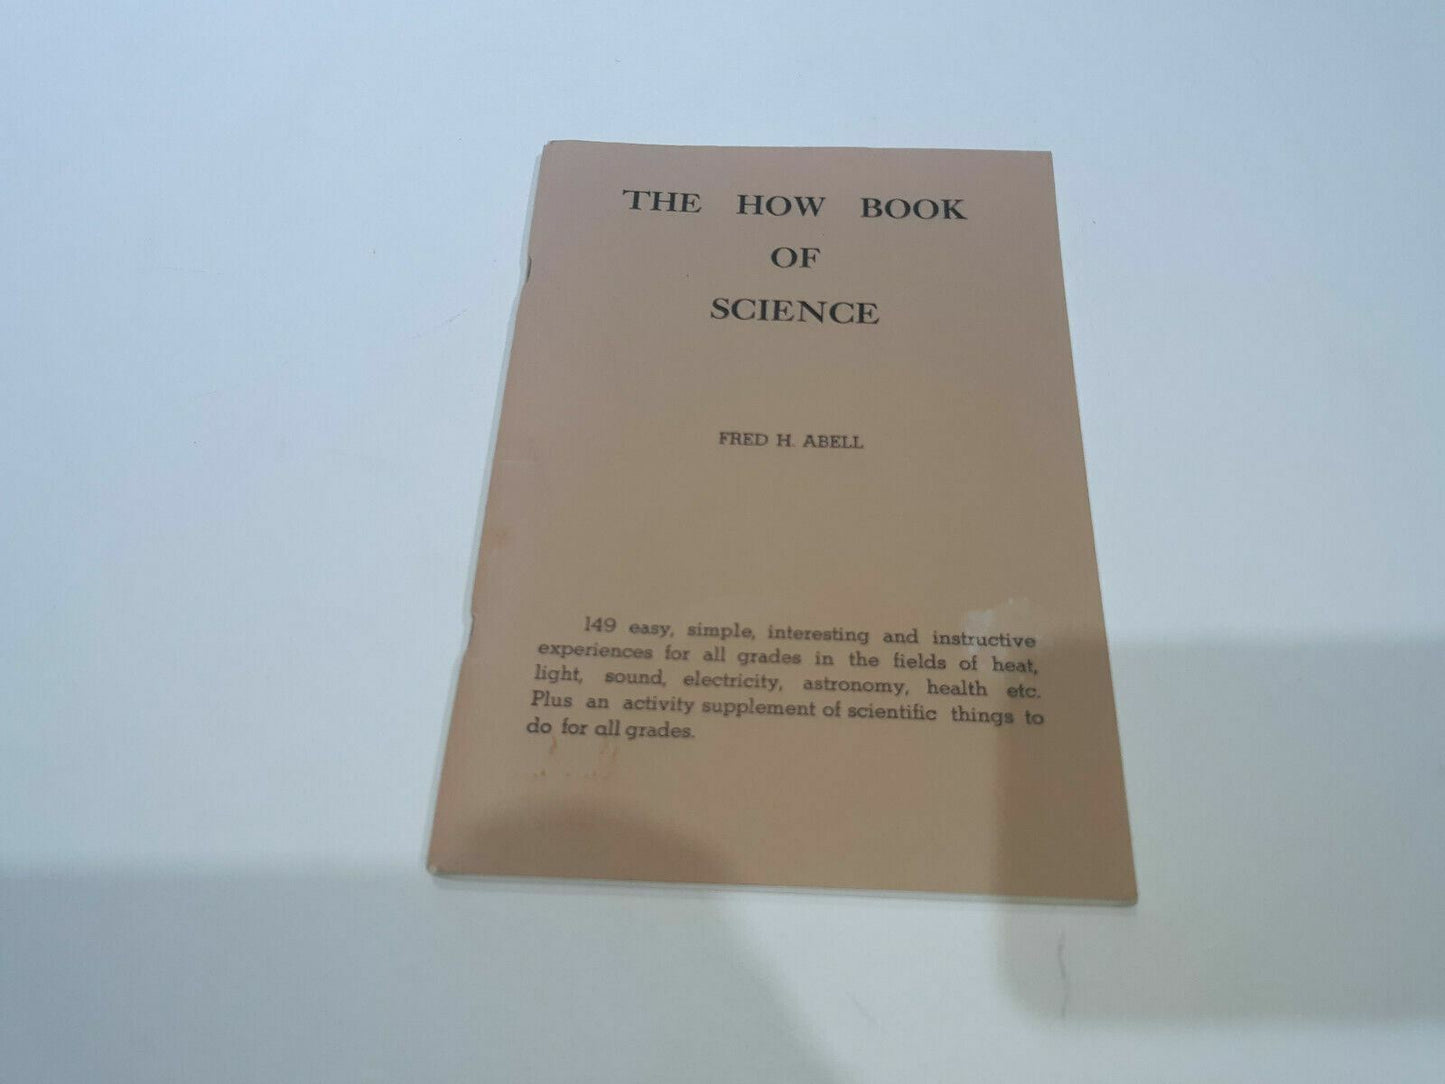 THE HOW BOOK
OF
SCIENCE
FRED H. ABELL
149 easy, simple, interesting and instructive
experiences for all grades in the fields of heat,
light, sound, electricity, astronomy, health etc.
Plus an activity supplement of scientific things to
do for all grades.